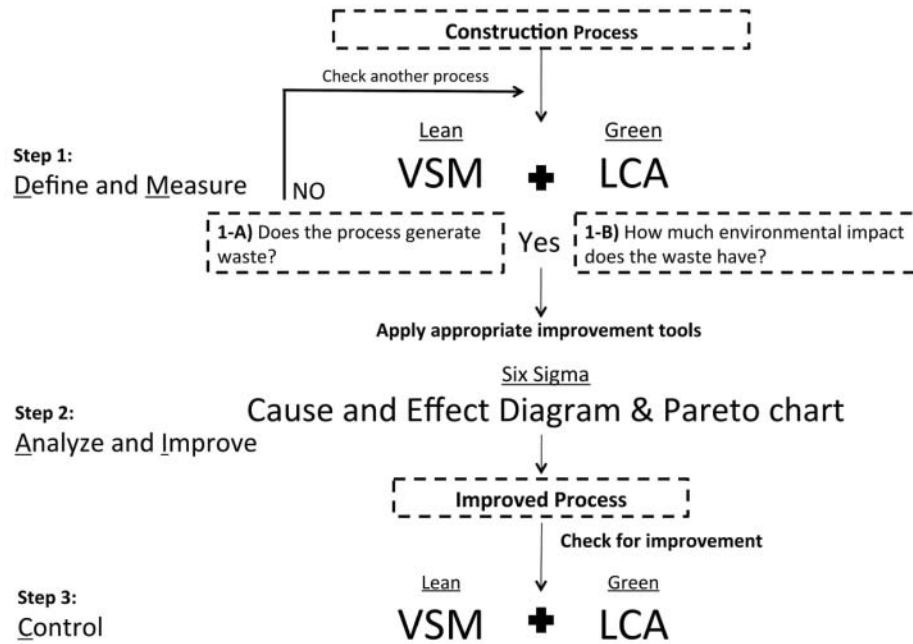 Construction Process
Check another process
Lean
Green
Step 1:
Define and Measure
VSM + LCA
NO
1-A) Does the process generate
waste?
Yes
1-B) How much environmental impact
does the waste have?
Apply appropriate improvement tools
Six Sigma
Step 2:
Analyze and Improve
Cause and Effect Diagram & Pareto chart
Improved Process
Check for improvement
Lean
Green
Step 3:
Control
VSM + LCA